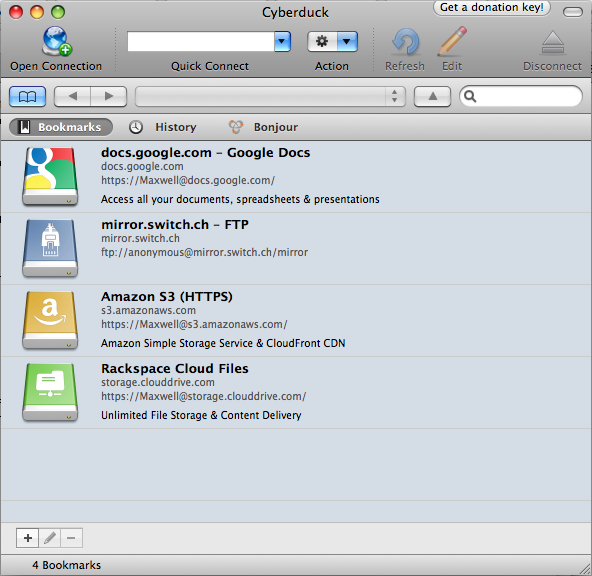 Cyberduck
Get a donation key!
Open Connection
Quick Connect
Action
Refresh
Edit
Disconnect
Bookmarks
History
Bonjour
docs.google.com – Google Docs
docs.google.com
https://Maxwell@docs.google.com/
Access all your documents, spreadsheets & presentations
mirror.switch.ch – FTP
mirror.switch.ch
ftp://anonymous@mirror.switch.ch/mirror
Amazon S3 (HTTPS)
s3.amazonaws.com
https://Maxwell@s3.amazonaws.com/
Amazon Simple Storage Service & CloudFront CDN
Rackspace Cloud Files
storage.clouddrive.com
https://Maxwell@storage.clouddrive.com/
Unlimited File Storage & Content Delivery
4 Bookmarks